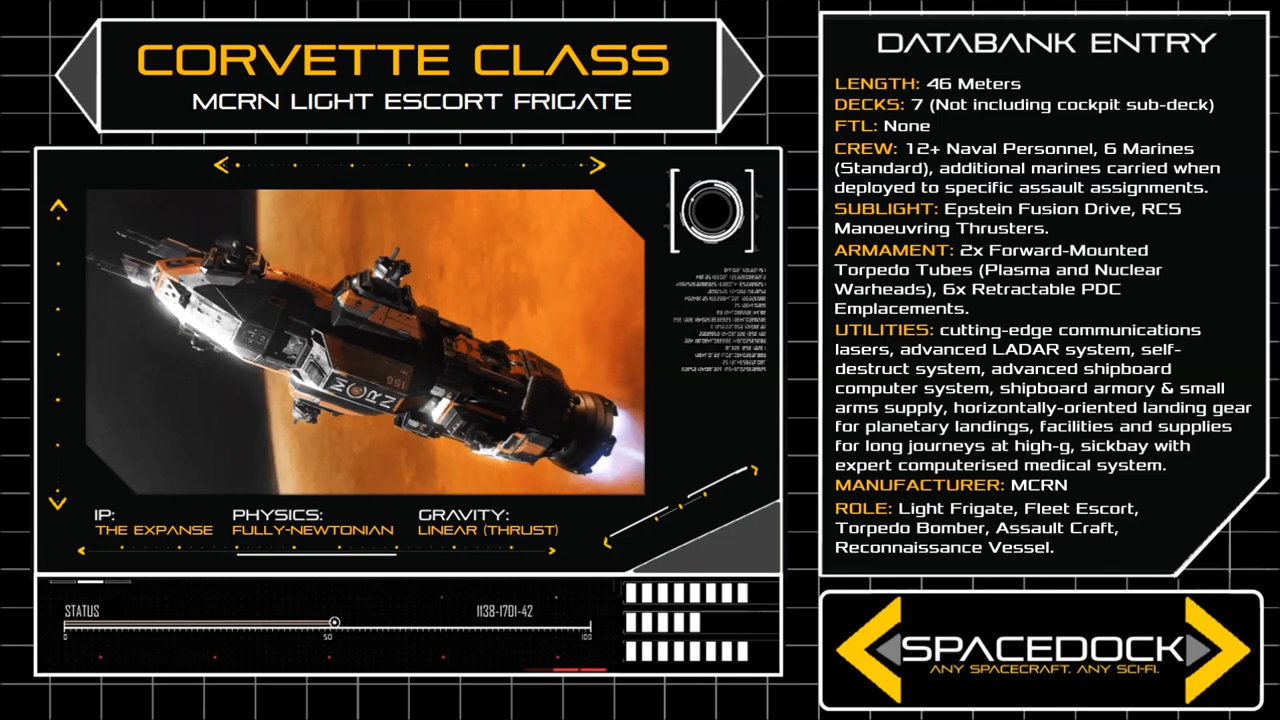 CORVETTE CLASS
MCRN LIGHT ESCORT FRIGATE
MCRN
156
IP:
THE EXPANSE
PHYSICS:
FULLY-NEWTONIAN
GRAVITY:
LINEAR (THRUST)
STATUS
1138-1701-42
0
50
100
DATABANK ENTRY
LENGTH: 46 Meters
DECKS: 7 (Not including cockpit sub-deck)
FTL: None
CREW: 12+ Naval Personnel, 6 Marines
(Standard), additional marines carried when
deployed to specific assault assignments.
SUBLIGHT: Epstein Fusion Drive, RCS
Manoeuvring Thrusters.
ARMAMENT: 2x Forward-Mounted
Torpedo Tubes (Plasma and Nuclear
Warheads), 6x Retractable PDC
Emplacements.
UTILITIES: cutting-edge communications
lasers, advanced LADAR system, self-
destruct system, advanced shipboard
computer system, shipboard armory & small
arms supply, horizontally-oriented landing gear
for planetary landings, facilities and supplies
for long journeys at high-g, sickbay with
expert computerised medical system.
MANUFACTURER: MCRN
ROLE: Light Frigate, Fleet Escort,
Torpedo Bomber, Assault Craft,
Reconnaissance Vessel.
SPACEDOCK
ANY SPACECRAFT. ANY SCI-FI.